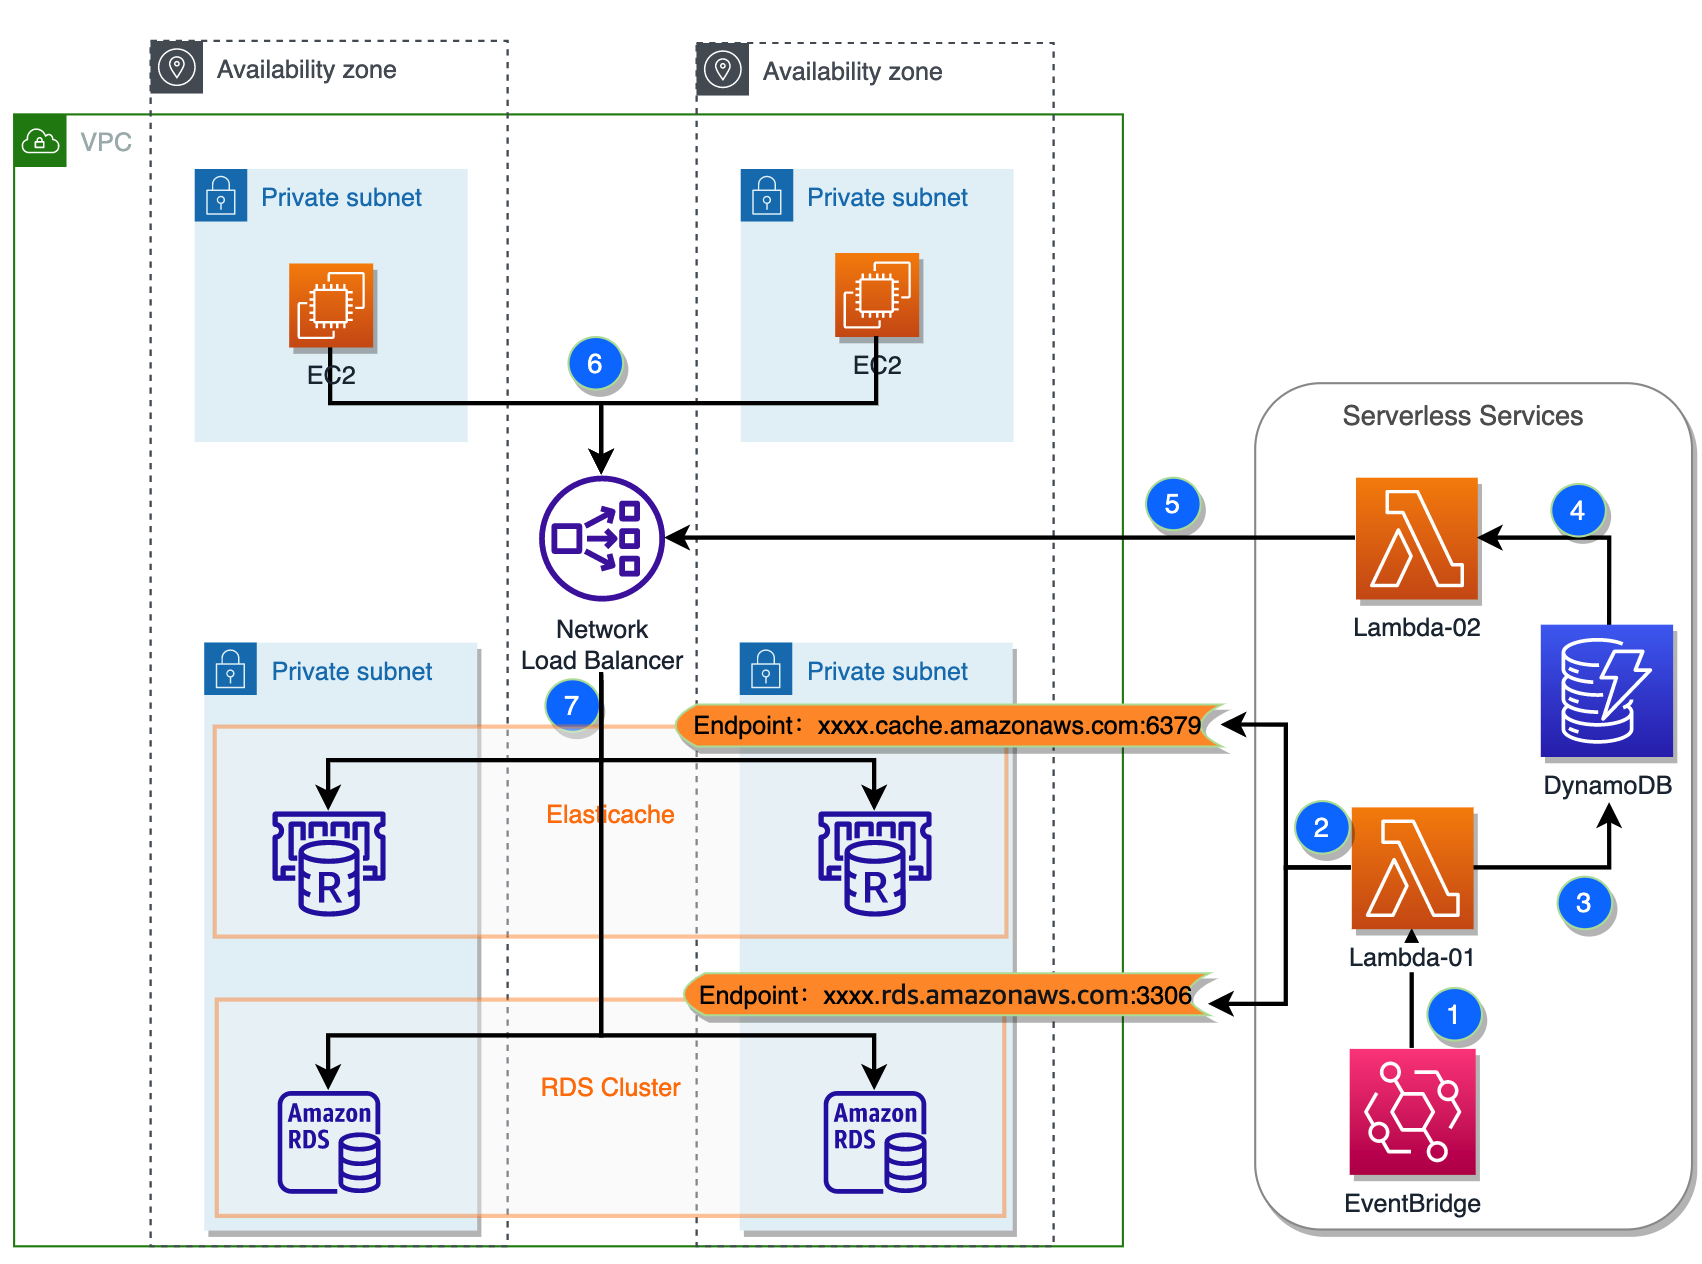 Availability zone
Availability zone
VPC
Private subnet
Private subnet
EC2
EC2
6
Serverless Services
5
4
Network
Load Balancer
Lambda-02
Private subnet
Private subnet
7
Endpoint： xxxx.cache.amazonaws.com:6379
DynamoDB
Elasticache
2
R
R
3
Lambda-01
Endpoint： xxxx.rds.amazonaws.com:3306
1
RDS Cluster
Amazon
RDS
Amazon
RDS
EventBridge